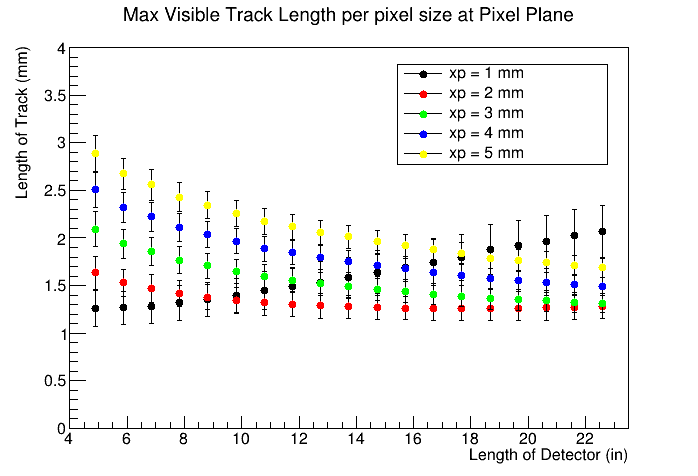 Max Visible Track Length per pixel size at Pixel Plane
Length of Track (mm)
4
3.5
3
2.5
2
1.5
1
0.5
0
xp = 1 mm
xp = 2 mm
xp = 3 mm
xp = 4 mm
xp = 5 mm
4 6 8 10 12 14 16 18 20 22
Length of Detector (in)